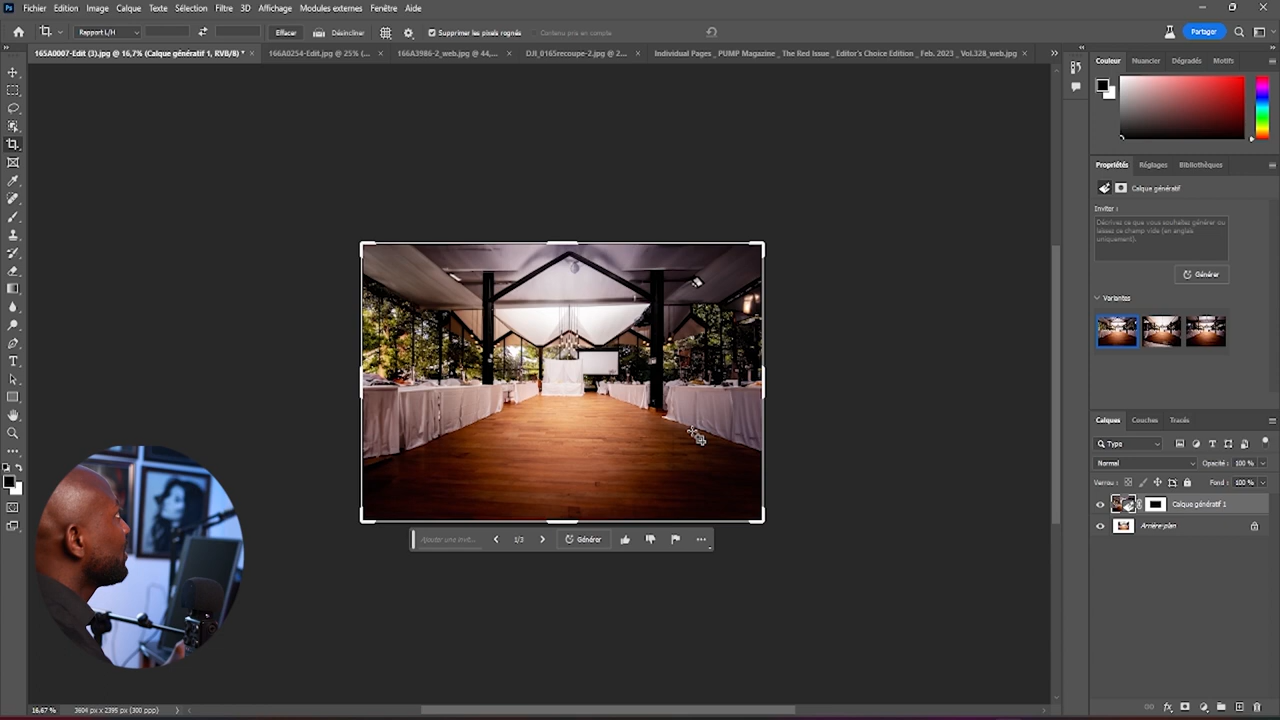 Ps Fichier Edition Image Calque Texte Sélection Filtre 3D Affichage Modules externes Fenêtre Aide
Rapport L/H Effacer Désincliner Supprimer les pixels rognés Contenu pris en compte Partager
165A0007-Edit (3).jpg @ 16,7% (Calque génératif 1, RVB/8) * × 166A0254-Edit.jpg @ 25% (... × 166A3986-2_web.jpg @ 44,... × DJI_0165recoupe-2.jpg @ 2... × Individual Pages _ PUMP Magazine _ The Red Issue _ Editor's Choice Edition _ Feb. 2023 _ Vol.328_web.jpg ×
Couleur Nuancier Dégradés Motifs
Propriétés Réglages Bibliothèques
Calque génératif
Inviter :
Décrivez ce que vous souhaitez générer ou
laissez ce champ vide (en anglais
uniquement).
Générer
Variantes
Calques Couches Tracés
Type
Normal Opacité : 100 %
Verrou : Fond : 100 %
Calque génératif 1
Arrière-plan
Ajouter une invit... 1/3 Générer
16,67 % 3604 px x 2395 px (300 ppp)